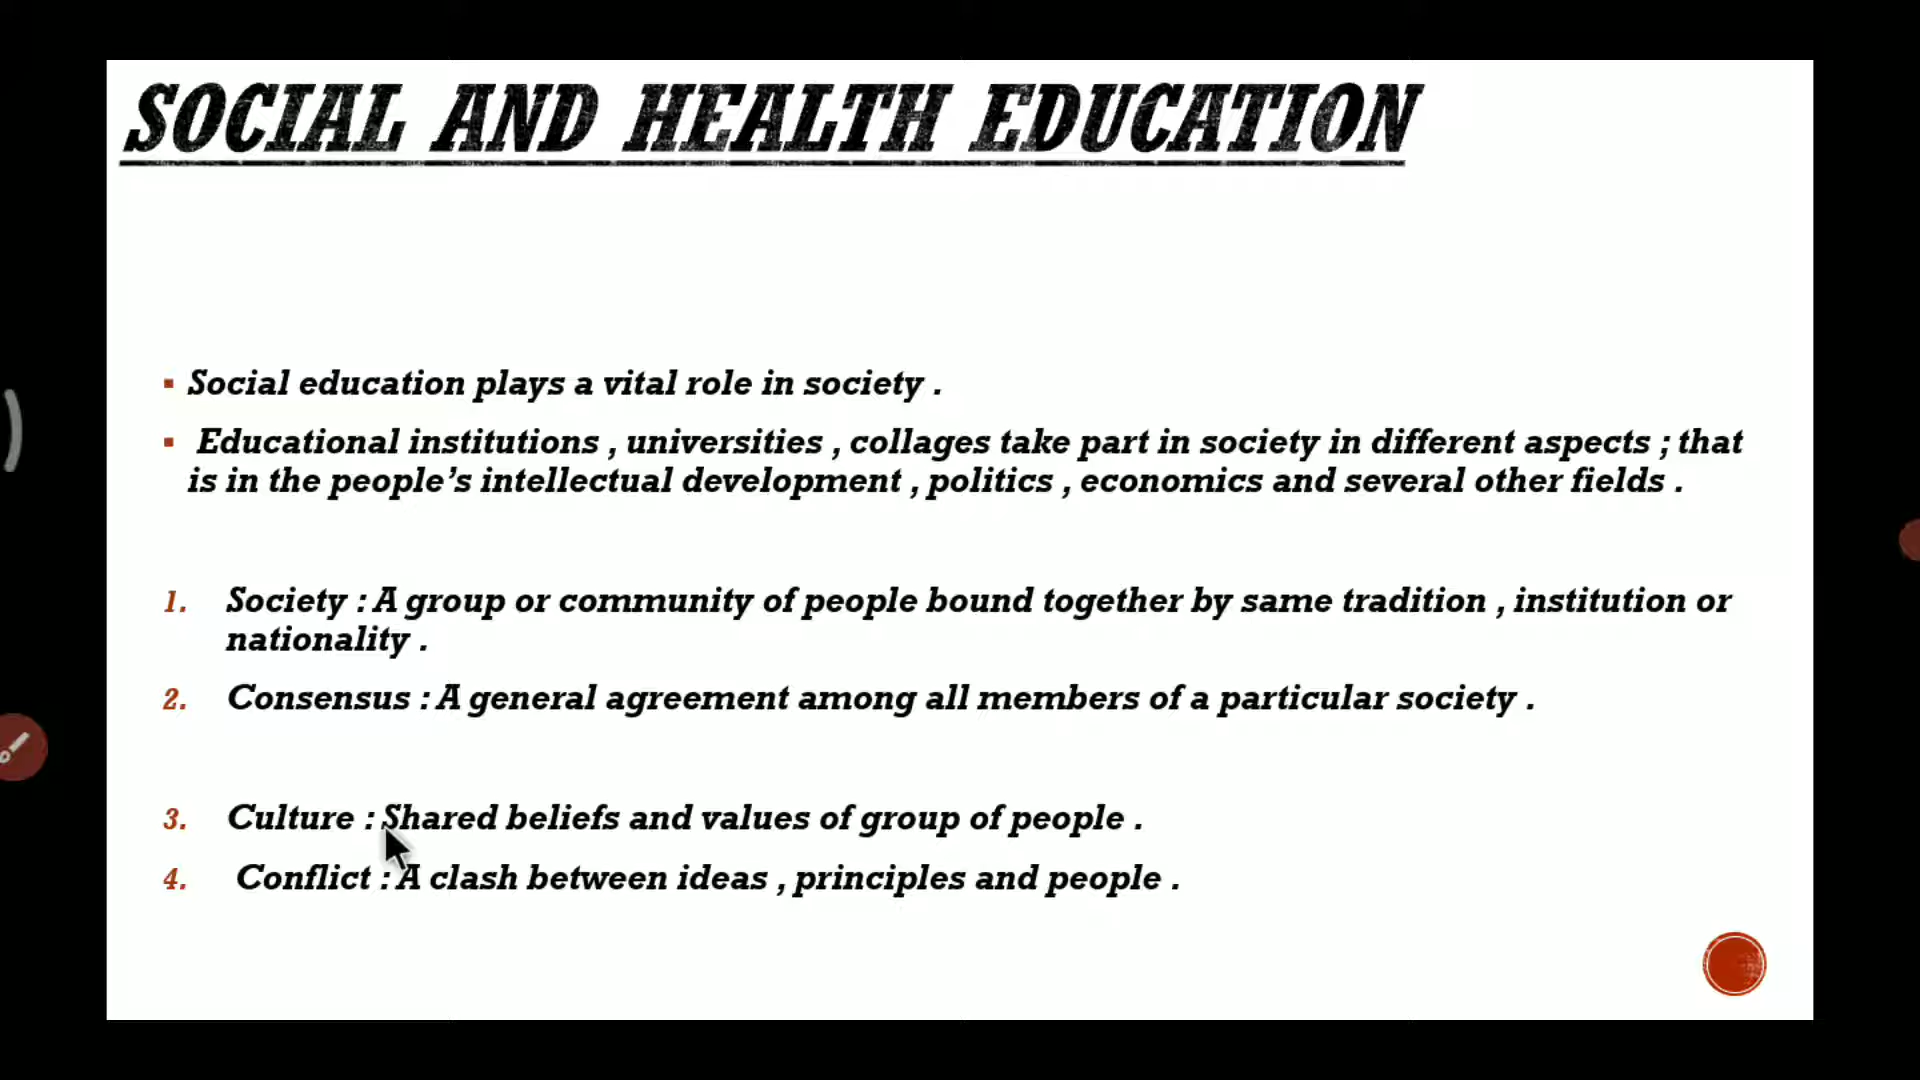 SOCIAL AND HEALTH EDUCATION
▪ Social education plays a vital role in society .
▪ Educational institutions , universities , collages take part in society in different aspects ; that
is in the people’s intellectual development , politics , economics and several other fields .
1. Society : A group or community of people bound together by same tradition , institution or
nationality .
2. Consensus : A general agreement among all members of a particular society .
3. Culture : Shared beliefs and values of group of people .
4. Conflict : A clash between ideas , principles and people .